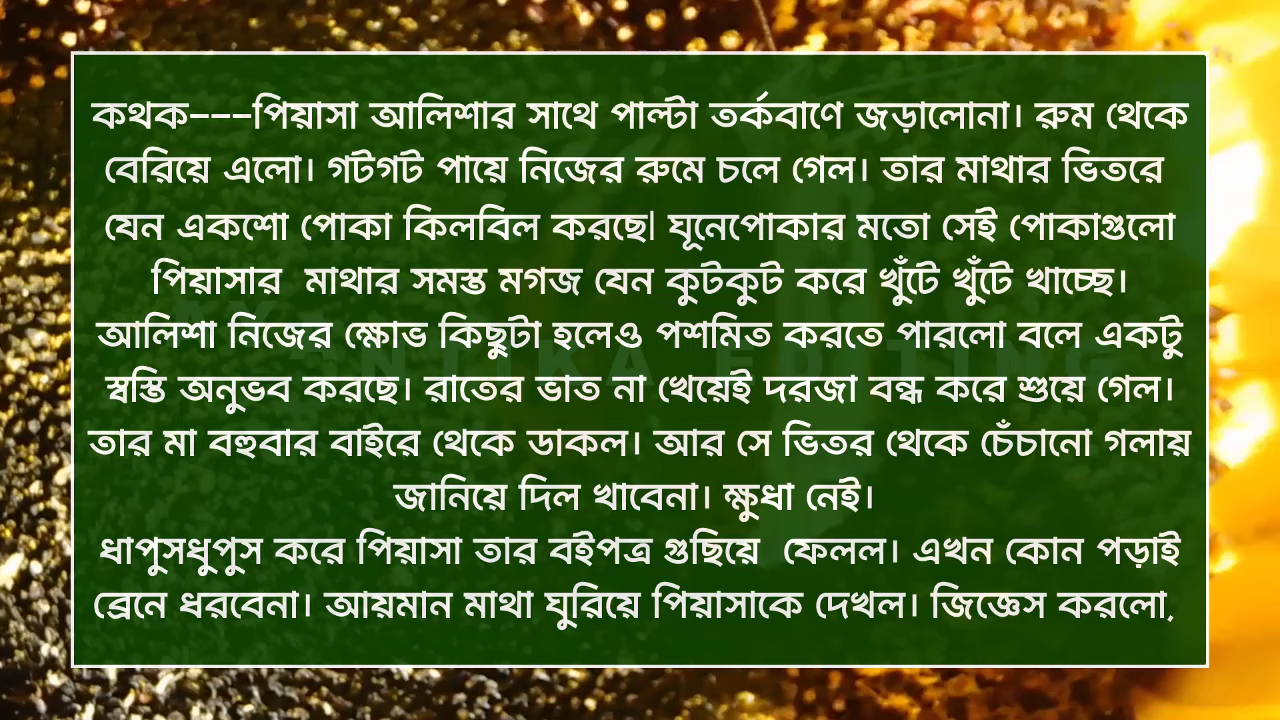 কথক---পিয়াসা আলিশার সাথে পাল্টা তর্কবাণে জড়ালোনা। রুম থেকে
বেরিয়ে এলো। গটগট পায়ে নিজের রুমে চলে গেল। তার মাথার ভিতরে
যেন একশো পোকা কিলবিল করছে| ঘূনেপোকার মতো সেই পোকাগুলো
পিয়াসার মাথার সমস্ত মগজ যেন কুটকুট করে খুঁটে খুঁটে খাচ্ছে।
আলিশা নিজের ক্ষোভ কিছুটা হলেও পশমিত করতে পারলো বলে একটু
স্বস্তি অনুভব করছে। রাতের ভাত না খেয়েই দরজা বন্ধ করে শুয়ে গেল।
তার মা বহুবার বাইরে থেকে ডাকল। আর সে ভিতর থেকে চেঁচানো গলায়
জানিয়ে দিল খাবেনা। ক্ষুধা নেই।
ধাপুসধুপুস করে পিয়াসা তার বইপত্র গুছিয়ে ফেলল। এখন কোন পড়াই
ব্রেনে ধরবেনা। আয়মান মাথা ঘুরিয়ে পিয়াসাকে দেখল। জিজ্ঞেস করলো,